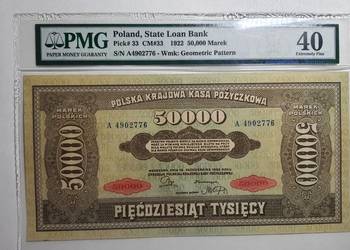 PMG
PAPER MONEY GUARANTY
Poland, State Loan Bank
Pick# 33 CM#33 1922 50,000 Marek
S/N A4902776 - Wmk: Geometric Pattern
40
Extremely Fine
POLSKA KRAJOWA KASA POŻYCZKOWA
MAREK
POLSKICH
50000
MAREK
POLSKICH
A 4902776
A 4902776
50000
50000
50000
50000
PIĘĆDZIESIĄT TYSIĘCY